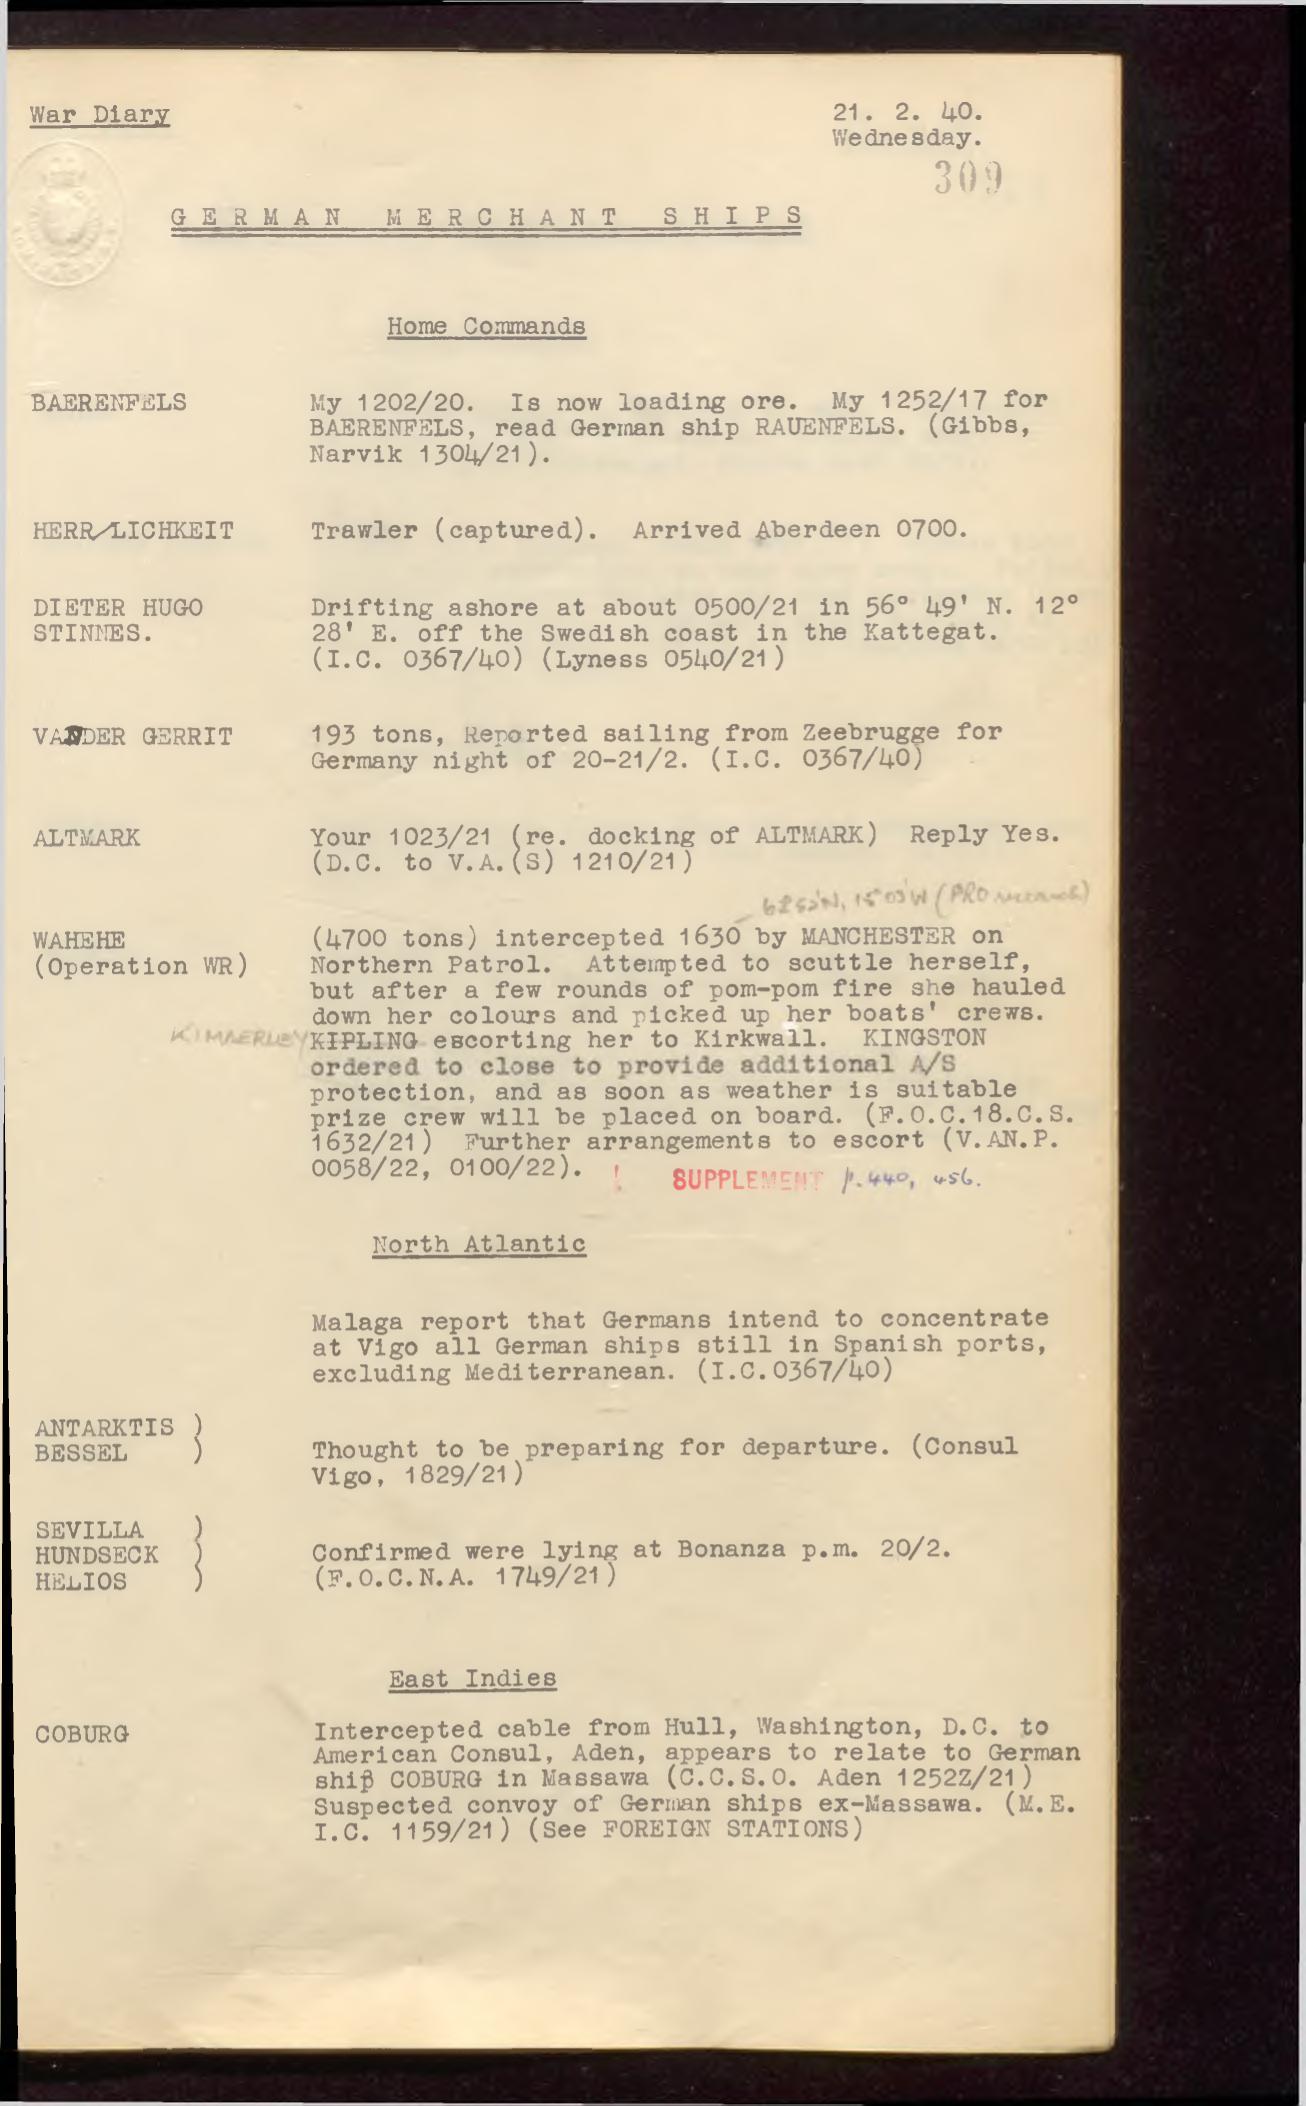 War Diary
21. 2. 40.
Wednesday.
309
GERMAN MERCHANT SHIPS
Home Commands
BAERENFELS My 1202/20. Is now loading ore. My 1252/17 for
BAERENFELS, read German ship RAUENFELS. (Gibbs,
Narvik 1304/21).
HERR/LICHKEIT Trawler (captured). Arrived Aberdeen 0700.
DIETER HUGO Drifting ashore at about 0500/21 in 56° 49' N. 12°
STINNES. 28' E. off the Swedish coast in the Kattegat.
(I.C. 0367/40) (Lyness 0540/21)
VANDER GERRIT 193 tons, Reported sailing from Zeebrugge for
Germany night of 20-21/2. (I.C. 0367/40)
ALTMARK Your 1023/21 (re. docking of ALTMARK) Reply Yes.
(D.C. to V.A.(S) 1210/21)
15°03'W (PRO
WAHEHE (4700 tons) intercepted 1630 by MANCHESTER on
(Operation WR) Northern Patrol. Attempted to scuttle herself,
but after a few rounds of pom-pom fire she hauled
down her colours and picked up her boats' crews.
KIMBERLEY KIPLING escorting her to Kirkwall. KINGSTON
ordered to close to provide additional A/S
protection, and as soon as weather is suitable
prize crew will be placed on board. (F.O.C.18.C.S.
1632/21) Further arrangements to escort (V.AN.P.
0058/22, 0100/22). ! SUPPLEMENT p. 440, 456.
North Atlantic
Malaga report that Germans intend to concentrate
at Vigo all German ships still in Spanish ports,
excluding Mediterranean. (I.C.0367/40)
ANTARKTIS )
BESSEL ) Thought to be preparing for departure. (Consul
Vigo, 1829/21)
SEVILLA )
HUNDSECK ) Confirmed were lying at Bonanza p.m. 20/2.
HELIOS ) (F.O.C.N.A. 1749/21)
East Indies
COBURG Intercepted cable from Hull, Washington, D.C. to
American Consul, Aden, appears to relate to German
ship COBURG in Massawa (C.C.S.O. Aden 1252Z/21)
Suspected convoy of German ships ex-Massawa. (M.E.
I.C. 1159/21) (See FOREIGN STATIONS)